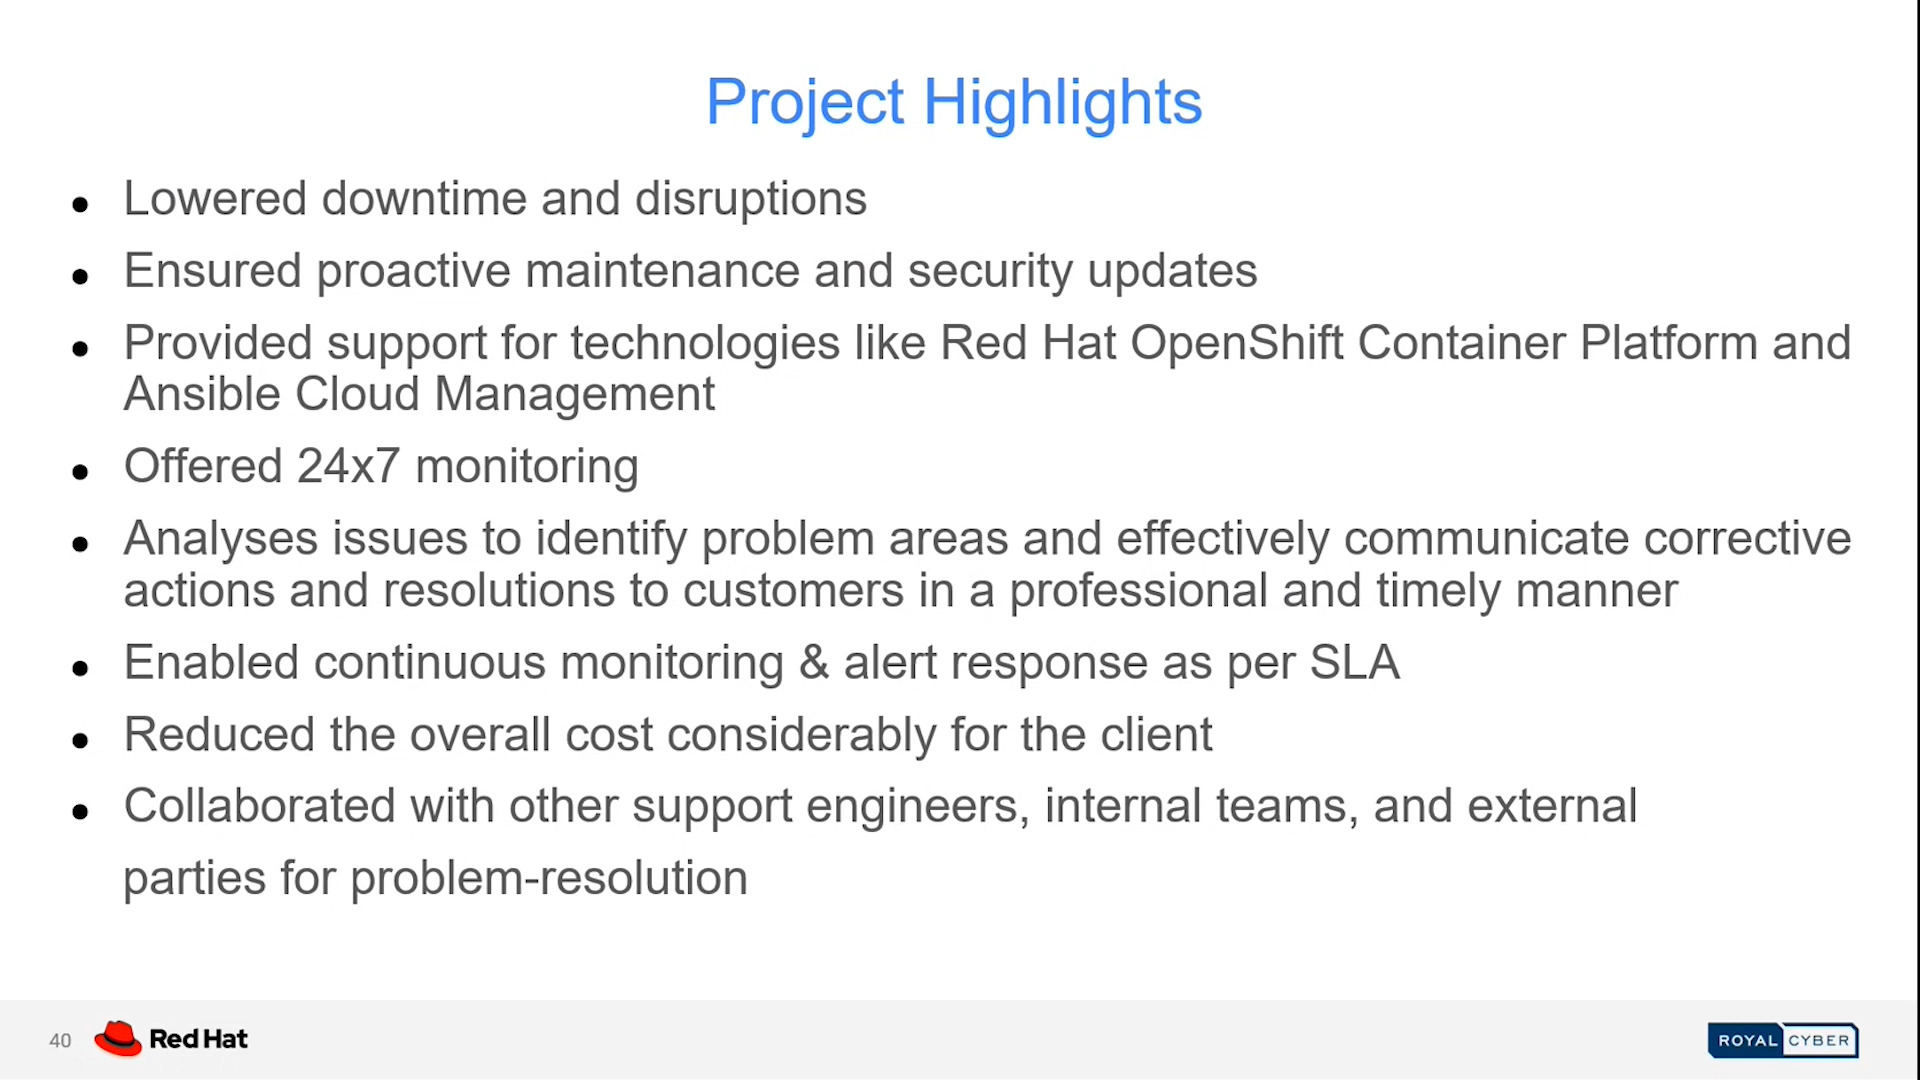 Project Highlights
● Lowered downtime and disruptions
● Ensured proactive maintenance and security updates
● Provided support for technologies like Red Hat OpenShift Container Platform and
Ansible Cloud Management
● Offered 24x7 monitoring
● Analyses issues to identify problem areas and effectively communicate corrective
actions and resolutions to customers in a professional and timely manner
● Enabled continuous monitoring & alert response as per SLA
● Reduced the overall cost considerably for the client
● Collaborated with other support engineers, internal teams, and external
parties for problem-resolution
40 Red Hat
ROYAL CYBER